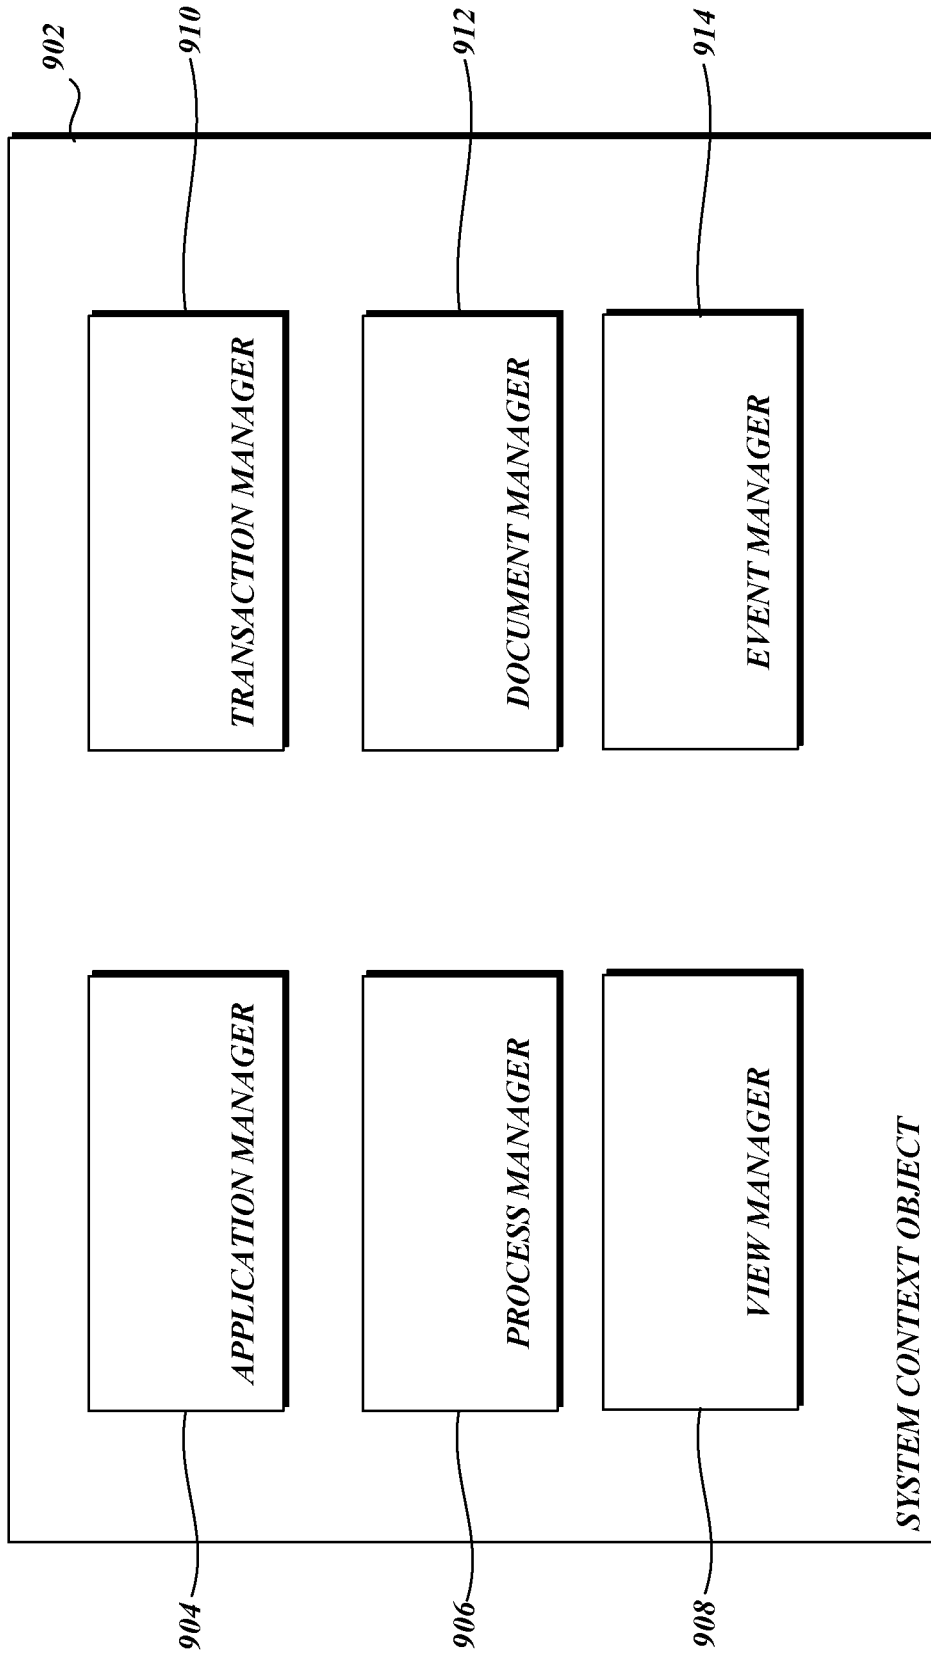 902
904
APPLICATION MANAGER
TRANSACTION MANAGER
910
906
PROCESS MANAGER
DOCUMENT MANAGER
912
908
VIEW MANAGER
EVENT MANAGER
914
SYSTEM CONTEXT OBJECT